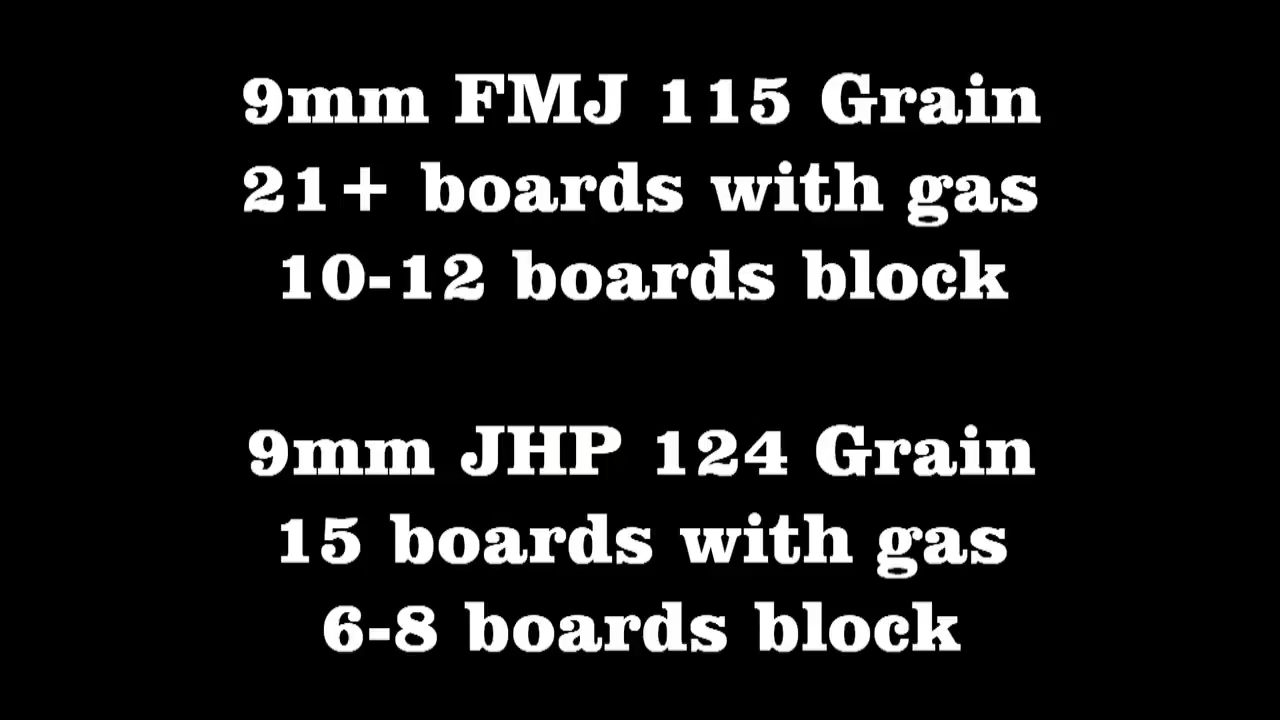 9mm FMJ 115 Grain
21+ boards with gas
10-12 boards block
9mm JHP 124 Grain
15 boards with gas
6-8 boards block